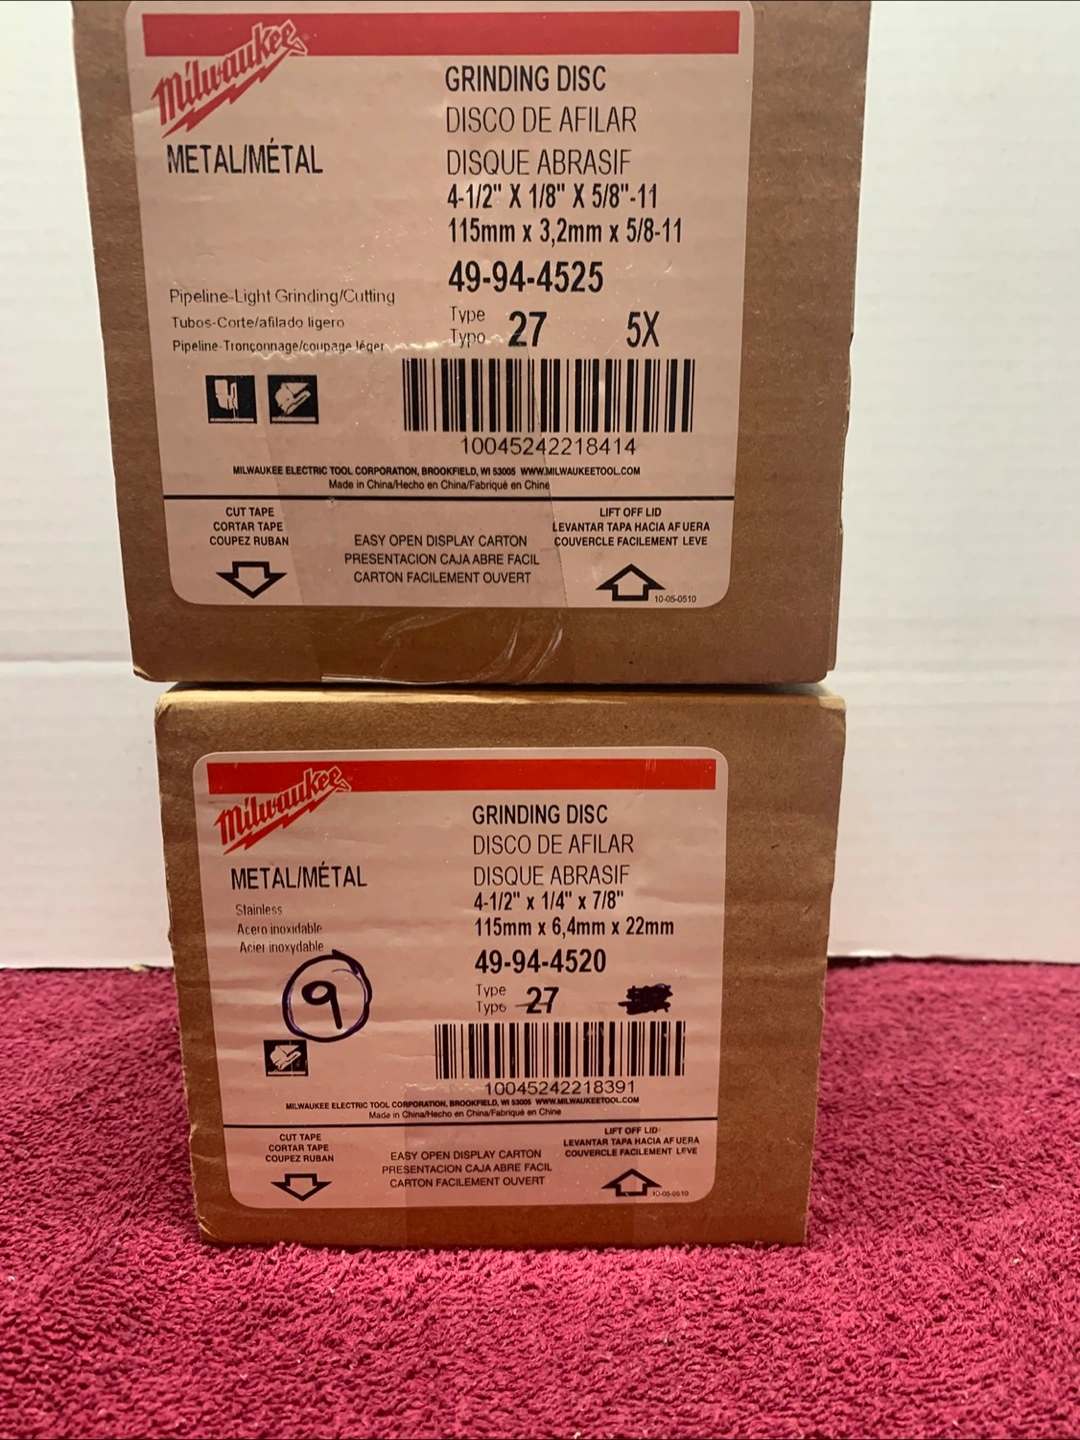 Milwaukee
METAL/MÉTAL
GRINDING DISC
DISCO DE AFILAR
DISQUE ABRASIF
4-1/2" X 1/8" X 5/8"-11
115mm x 3,2mm x 5/8-11
49-94-4525
Pipeline-Light Grinding/Cutting
Tubos-Corte/afilado ligero
Pipeline-Tronçonnage/coupage léger
Type
Typo 27 5X
10045242218414
MILWAUKEE ELECTRIC TOOL CORPORATION, BROOKFIELD, WI 53005 WWW.MILWAUKEETOOL.COM
Made in China/Hecho en China/Fabriqué en Chine
CUT TAPE
CORTAR TAPE
COUPEZ RUBAN
EASY OPEN DISPLAY CARTON
PRESENTACION CAJA ABRE FACIL
CARTON FACILEMENT OUVERT
LIFT OFF LID
LEVANTAR TAPA HACIA AFUERA
COUVERCLE FACILEMENT LEVE
10-05-0510
Milwaukee
METAL/MÉTAL
Stainless
Acero inoxidable
Acier inoxydable
9
GRINDING DISC
DISCO DE AFILAR
DISQUE ABRASIF
4-1/2" x 1/4" x 7/8"
115mm x 6,4mm x 22mm
49-94-4520
Type
Typo 27
10045242218391
MILWAUKEE ELECTRIC TOOL CORPORATION, BROOKFIELD, WI 53005 WWW.MILWAUKEETOOL.COM
Made in China/Hecho en China/Fabriqué en Chine
CUT TAPE
CORTAR TAPE
COUPEZ RUBAN
EASY OPEN DISPLAY CARTON
PRESENTACION CAJA ABRE FACIL
CARTON FACILEMENT OUVERT
LIFT OFF LID
LEVANTAR TAPA HACIA AFUERA
COUVERCLE FACILEMENT LEVE
10-05-0510